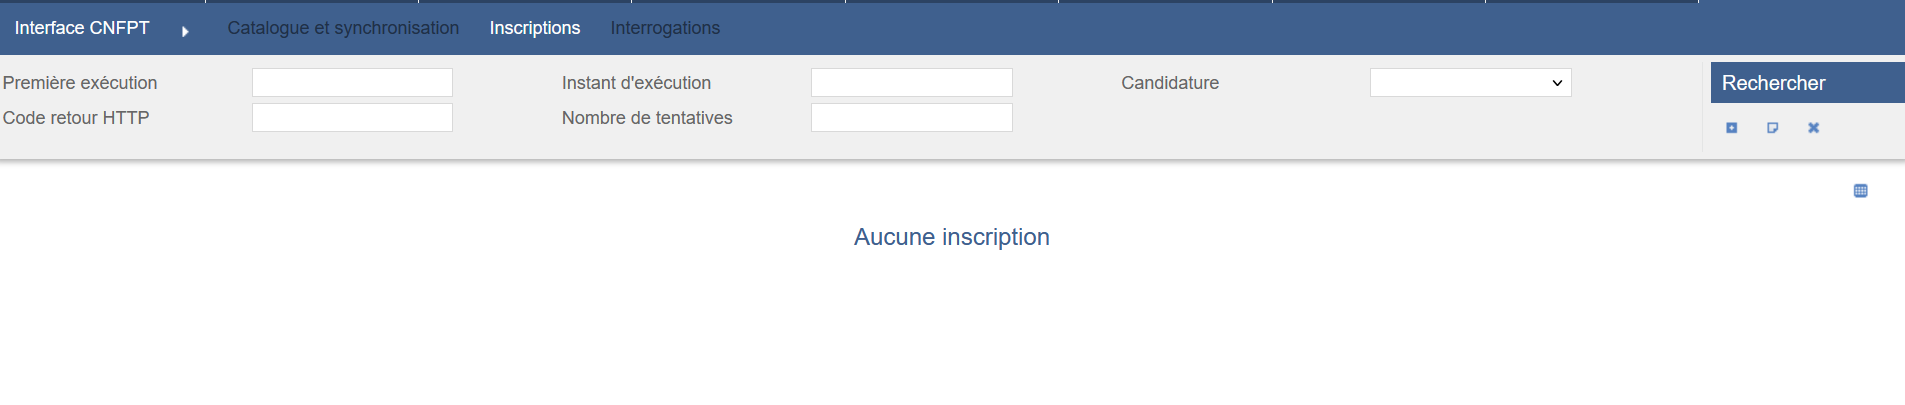 Interface CNFPT Catalogue et synchronisation Inscriptions Interrogations
Première exécution Instant d'exécution Candidature Rechercher
Code retour HTTP Nombre de tentatives
Aucune inscription